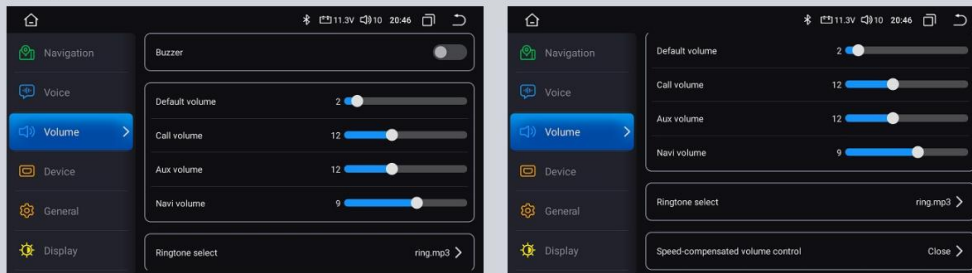 11.3V 10 20:46
Navigation
Voice
Volume
Device
General
Display
Buzzer
Default volume 2
Call volume 12
Aux volume 12
Navi volume 9
Ringtone select ring.mp3
11.3V 10 20:46
Navigation
Voice
Volume
Device
General
Display
Default volume 2
Call volume 12
Aux volume 12
Navi volume 9
Ringtone select ring.mp3
Speed-compensated volume control Close